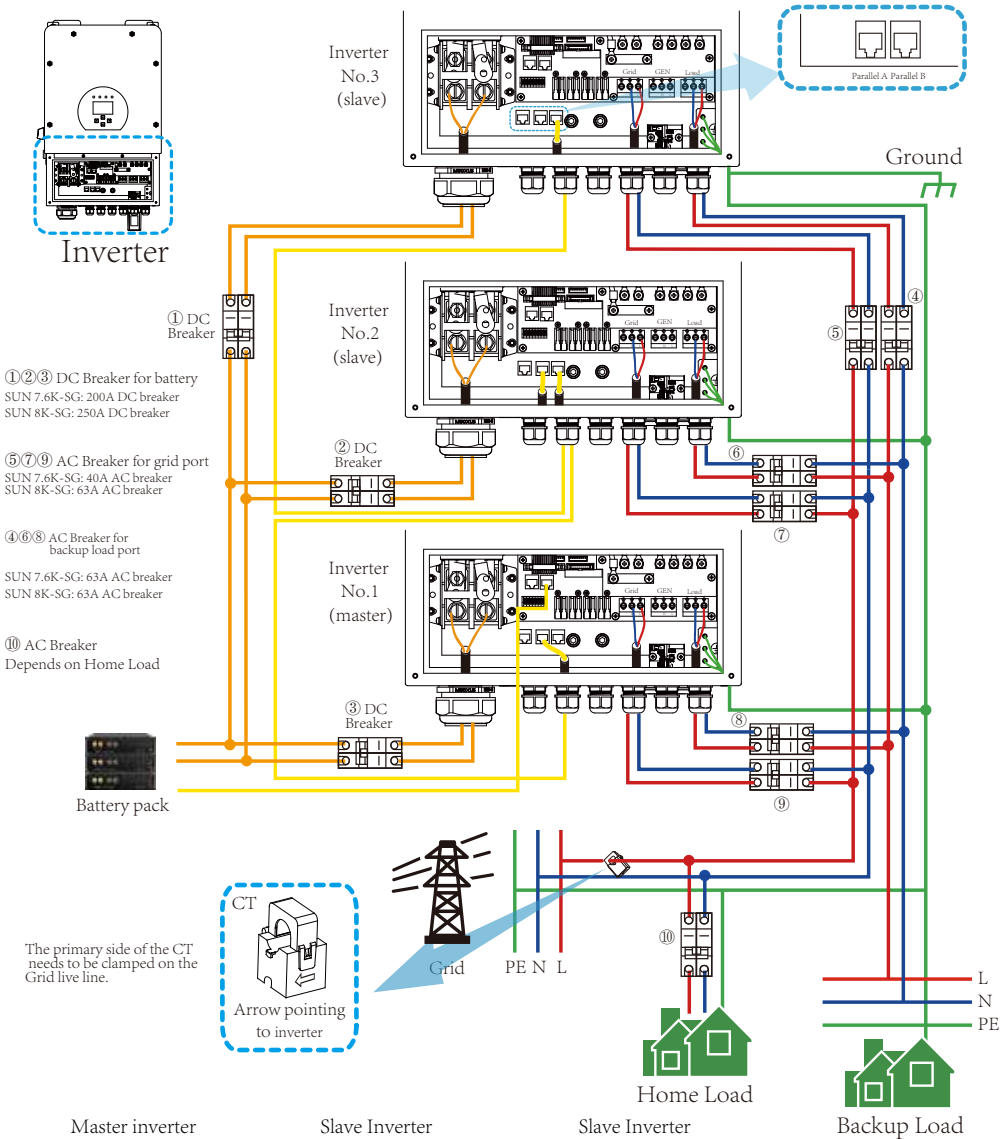 Inverter
No.3
(slave)
Grid
GEN
Load
Parallel A Parallel B
Ground
Inverter
① DC
Breaker
Inverter
No.2
(slave)
Grid
GEN
Load
④
⑤
①②③ DC Breaker for battery
SUN 7.6K-SG: 200A DC breaker
SUN 8K-SG: 250A DC breaker
② DC
Breaker
⑥
⑤⑦⑨ AC Breaker for grid port
SUN 7.6K-SG: 40A AC breaker
SUN 8K-SG: 63A AC breaker
⑦
④⑥⑧ AC Breaker for
backup load port
SUN 7.6K-SG: 63A AC breaker
SUN 8K-SG: 63A AC breaker
Inverter
No.1
(master)
Grid
GEN
Load
⑩ AC Breaker
Depends on Home Load
③ DC
Breaker
⑧
Battery pack
⑨
CT
The primary side of the CT
needs to be clamped on the
Grid live line.
Arrow pointing
to inverter
Grid
PE N L
⑩
L
N
PE
Home Load
Backup Load
Master inverter
Slave Inverter
Slave Inverter